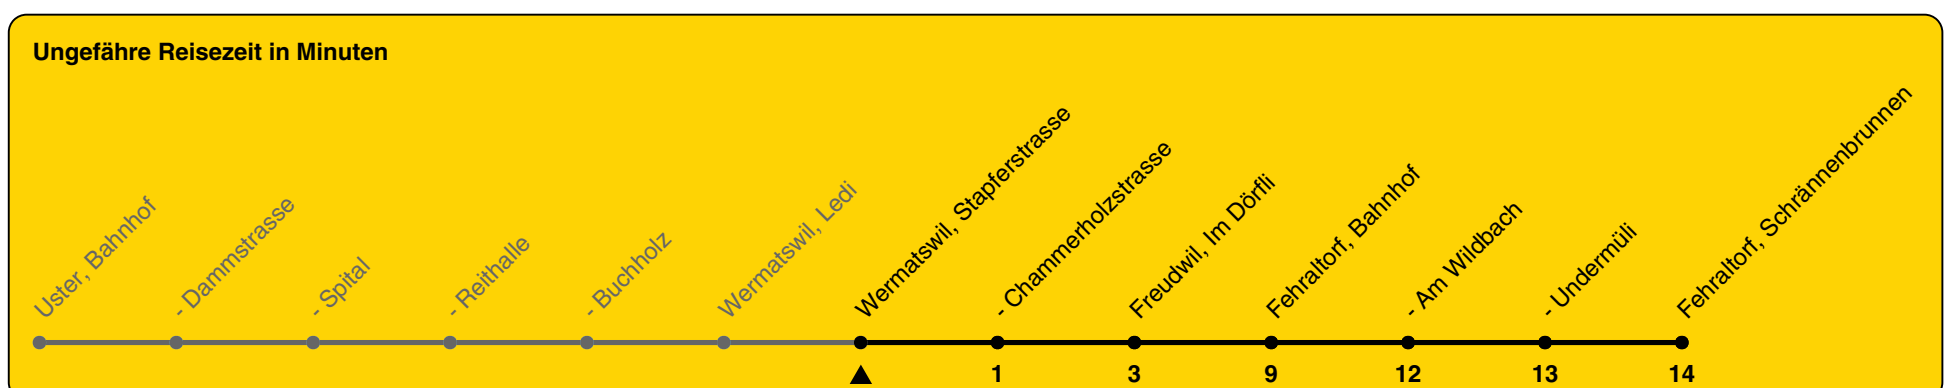 Ungefähre Reisezeit in Minuten
Uster, Bahnhof
- Dammstrasse
- Spital
- Reithalle
- Buchholz
Wermatswil, Ledi
Wermatswil, Stapferstrasse
- Chammerholzstrasse
Freudwil, Im Dörfli
Fehraltorf, Bahnhof
- Am Wildbach
- Undermüli
Fehraltorf, Schrännenbrunnen
1 3 9 12 13 14